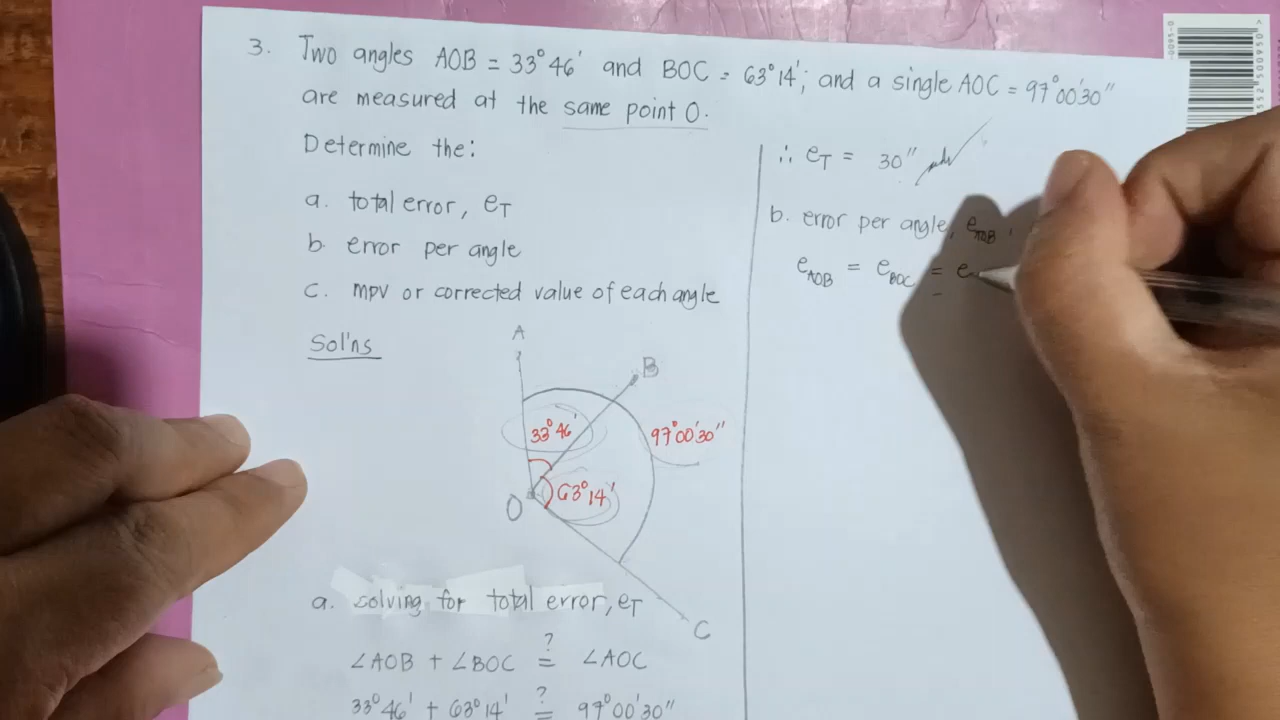 3. Two angles AOB = 33°46' and BOC = 63°14'; and a single AOC = 97°00'30"
are measured at the same point O.
Determine the:
a. total error, eT
b. error per angle
c. mpv or corrected value of each angle
Sol'ns
A
B
33°46'
97°00'30"
63°14'
O
C
a. solving for total error, eT
∠AOB + ∠BOC ≟ ∠AOC
33°46' + 63°14' ≟ 97°00'30"
∴ eT = 30"
b. error per angle, eAOB,
eAOB = eBOC = e